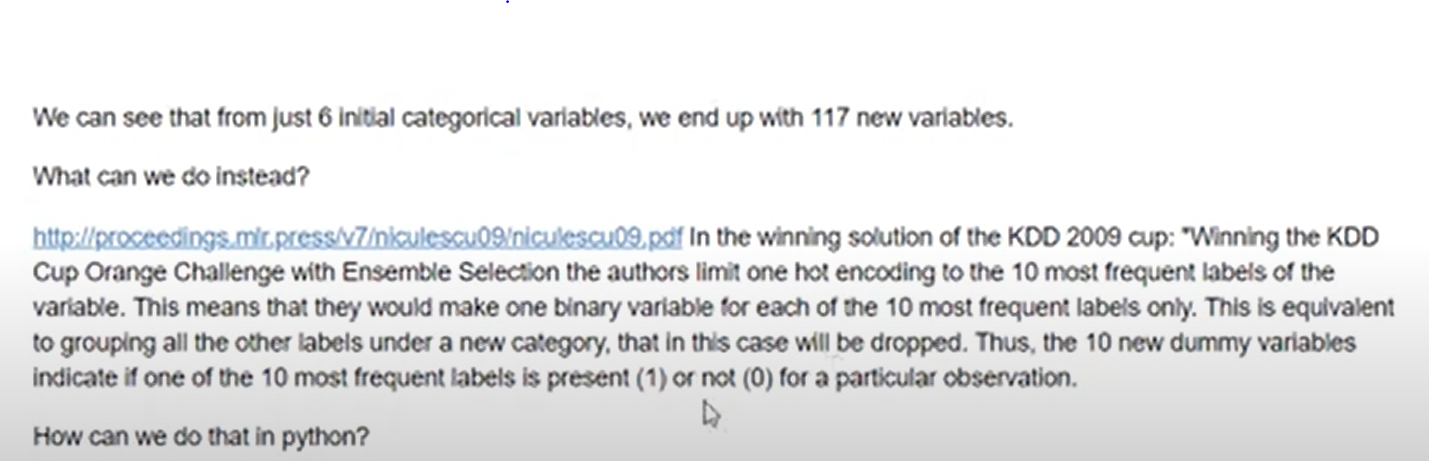 We can see that from just 6 initial categorical variables, we end up with 117 new variables.
What can we do instead?
http://proceedings.mlr.press/v7/niculescu09/niculescu09.pdf In the winning solution of the KDD 2009 cup: "Winning the KDD
Cup Orange Challenge with Ensemble Selection the authors limit one hot encoding to the 10 most frequent labels of the
variable. This means that they would make one binary variable for each of the 10 most frequent labels only. This is equivalent
to grouping all the other labels under a new category, that in this case will be dropped. Thus, the 10 new dummy variables
indicate if one of the 10 most frequent labels is present (1) or not (0) for a particular observation.
How can we do that in python?